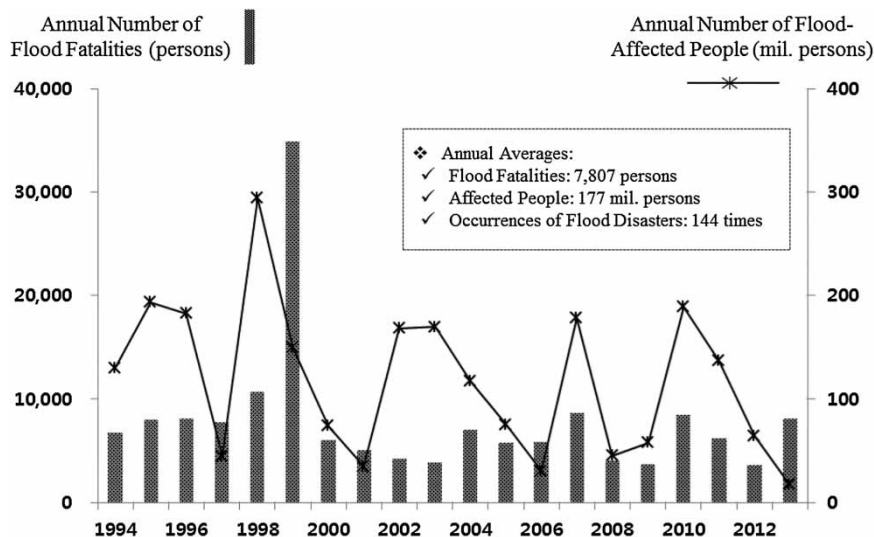 Annual Number of
Flood Fatalities (persons)
Annual Number of Flood-
Affected People (mil. persons)
40,000
30,000
20,000
10,000
0
400
300
200
100
0
❖ Annual Averages:
✓ Flood Fatalities: 7,807 persons
✓ Affected People: 177 mil. persons
✓ Occurrences of Flood Disasters: 144 times
1994 1996 1998 2000 2002 2004 2006 2008 2010 2012